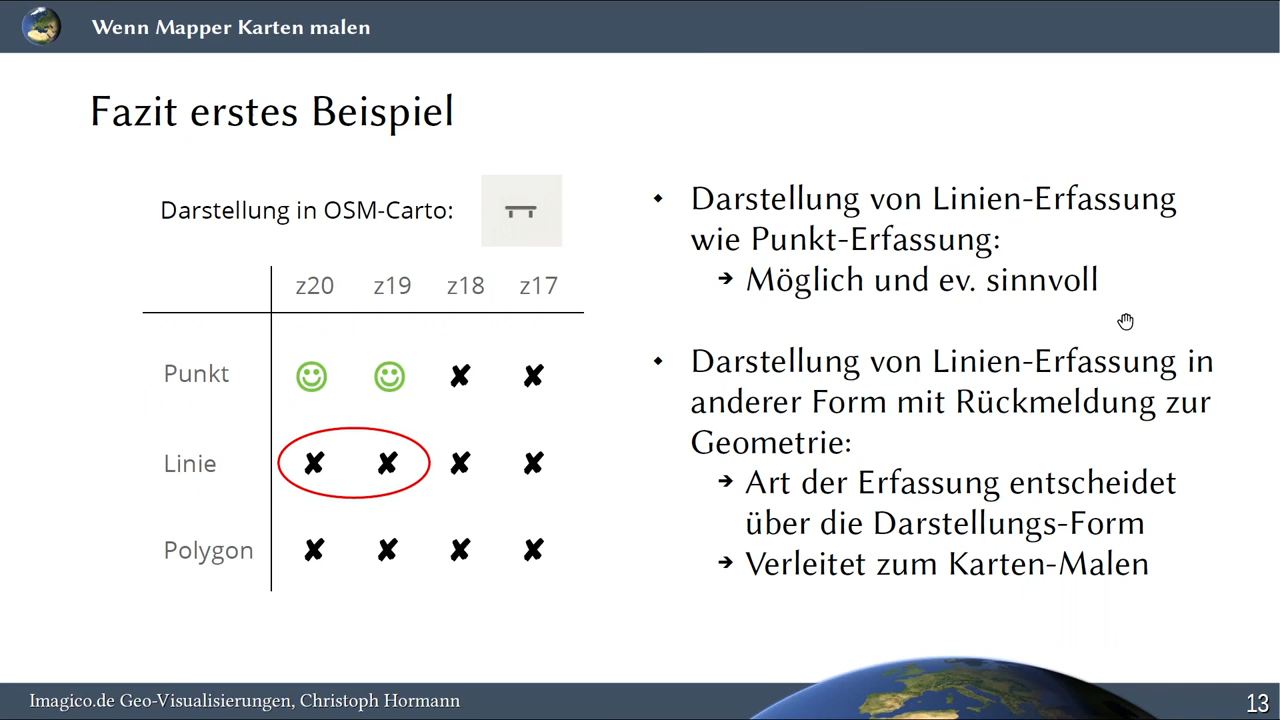 Wenn Mapper Karten malen
Fazit erstes Beispiel
Darstellung in OSM-Carto:
z20 z19 z18 z17
Punkt ☺ ☺ ✘ ✘
Linie ✘ ✘ ✘ ✘
Polygon ✘ ✘ ✘ ✘
Darstellung von Linien-Erfassung
wie Punkt-Erfassung:
Möglich und ev. sinnvoll
Darstellung von Linien-Erfassung in
anderer Form mit Rückmeldung zur
Geometrie:
Art der Erfassung entscheidet
über die Darstellungs-Form
Verleitet zum Karten-Malen
Imagico.de Geo-Visualisierungen, Christoph Hormann
13